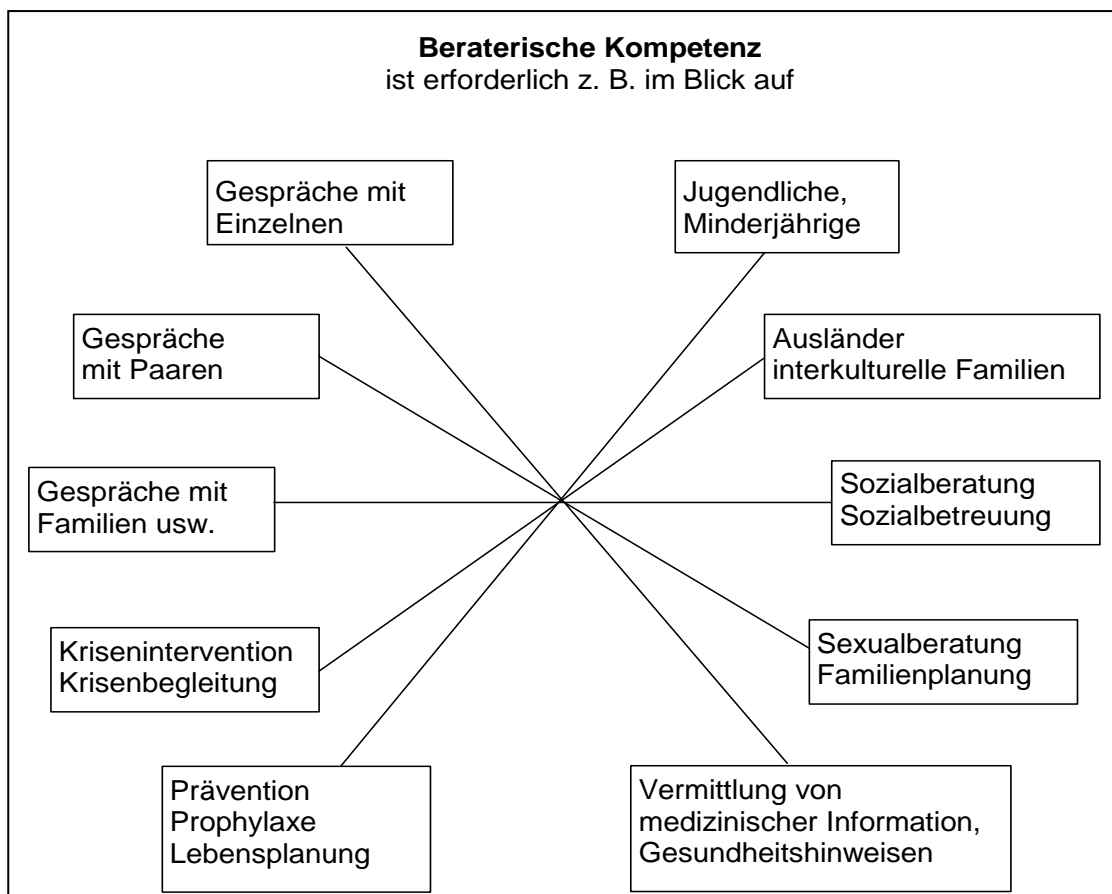 Beraterische Kompetenz
ist erforderlich z. B. im Blick auf
Gespräche mit
Einzelnen
Jugendliche,
Minderjährige
Gespräche
mit Paaren
Ausländer
interkulturelle Familien
Gespräche mit
Familien usw.
Sozialberatung
Sozialbetreuung
Krisenintervention
Krisenbegleitung
Sexualberatung
Familienplanung
Prävention
Prophylaxe
Lebensplanung
Vermittlung von
medizinischer Information,
Gesundheitshinweisen